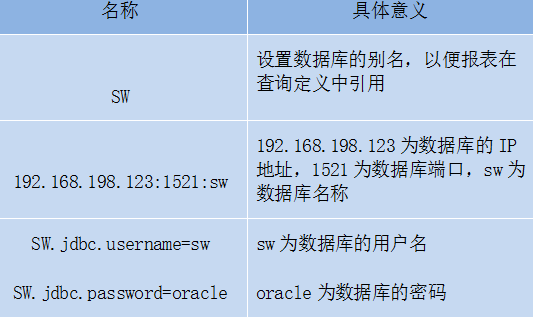 名称 具体意义
SW
设置数据库的别名，以便报表在
查询定义中引用
192.168.198.123:1521:sw
192.168.198.123 为数据库的 IP
地址，1521 为数据库端口，sw 为
数据库名称
SW.jdbc.username=sw
sw 为数据库的用户名
SW.jdbc.password=oracle
oracle 为数据库的密码